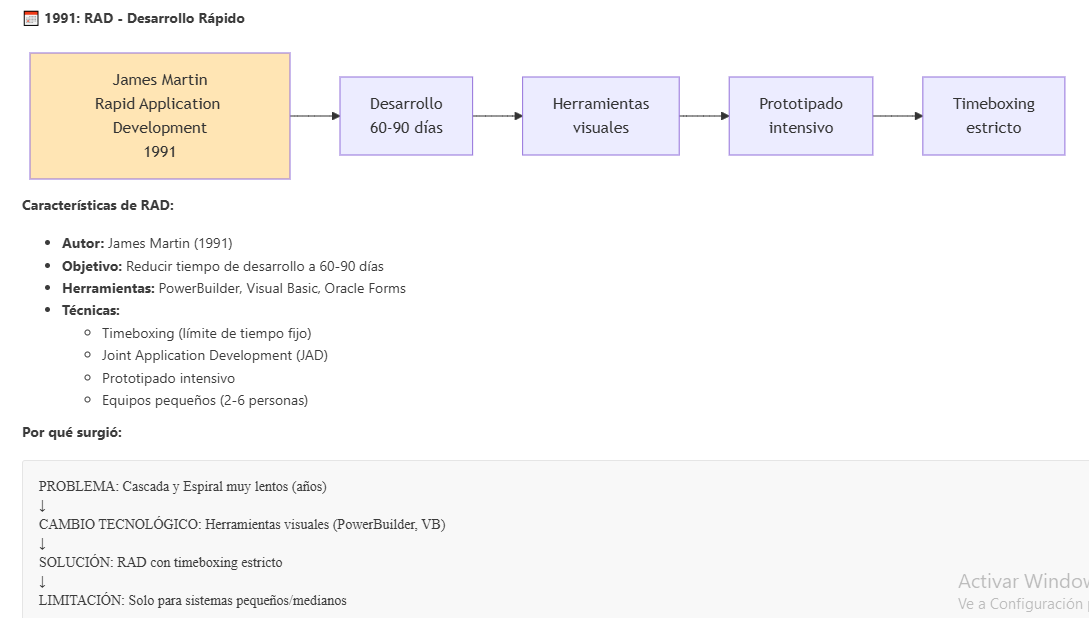 1991: RAD - Desarrollo Rápido
James Martin
Rapid Application
Development
1991
Desarrollo
60-90 días
Herramientas
visuales
Prototipado
intensivo
Timeboxing
estricto
Características de RAD:
Autor: James Martin (1991)
Objetivo: Reducir tiempo de desarrollo a 60-90 días
Herramientas: PowerBuilder, Visual Basic, Oracle Forms
Técnicas:
Timeboxing (límite de tiempo fijo)
Joint Application Development (JAD)
Prototipado intensivo
Equipos pequeños (2-6 personas)
Por qué surgió:
PROBLEMA: Cascada y Espiral muy lentos (años)
↓
CAMBIO TECNOLÓGICO: Herramientas visuales (PowerBuilder, VB)
↓
SOLUCIÓN: RAD con timeboxing estricto
↓
LIMITACIÓN: Solo para sistemas pequeños/medianos
Activar Window
Ve a Configuración